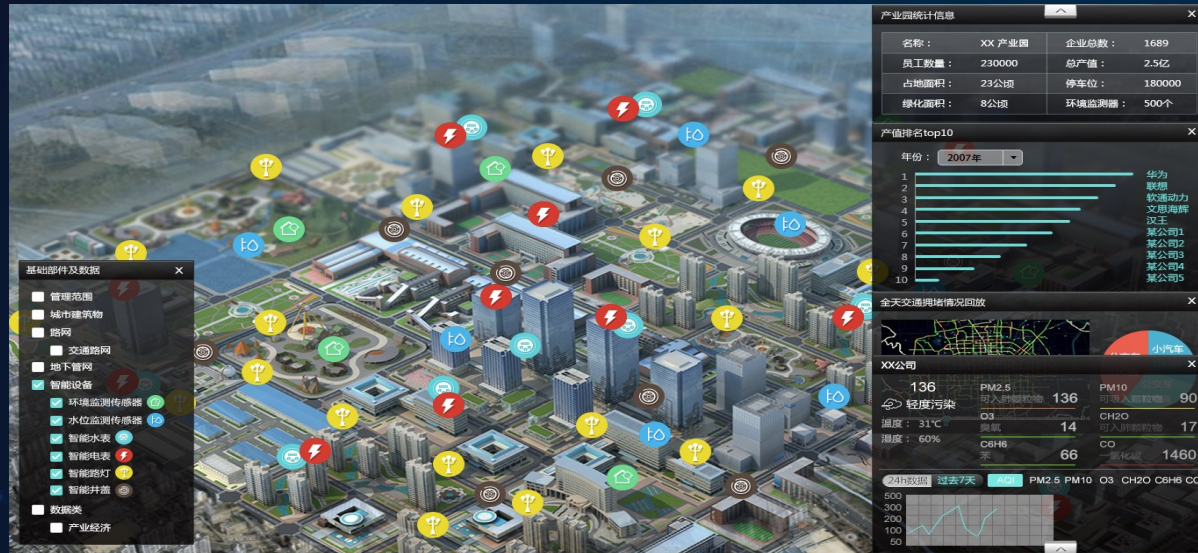 产业园统计信息
名称： XX 产业园 企业总数： 1689
员工数量： 230000 总产值： 2.5亿
占地面积： 23公顷 停车位： 180000
绿化面积： 8公顷 环境监测器： 500个
产值排名top10
年份： 2007年
1 华为
2 联想
3 软通动力
4 文思海辉
5 汉王
6 某公司1
7 某公司2
8 某公司3
9 某公司4
10 某公司5
全天交通拥堵情况回放
小汽车
XX公司
136
轻度污染
温度： 31℃
湿度： 60%
PM2.5
可入肺颗粒物 136
PM10
可吸入颗粒物 90
O3
臭氧 14
CH2O
可入肺颗粒物 17
C6H6
苯 66
CO
一氧化碳 1460
24h数据 过去7天 AQI PM2.5 PM10 O3 CH2O C6H6 CO
500
300
200
100
50
基础部件及数据
管理范围
城市建筑物
路网
交通路网
地下管网
智能设备
环境监测传感器
水位监测传感器
智能水表
智能电表
智能路灯
智能井盖
数据类
产业经济